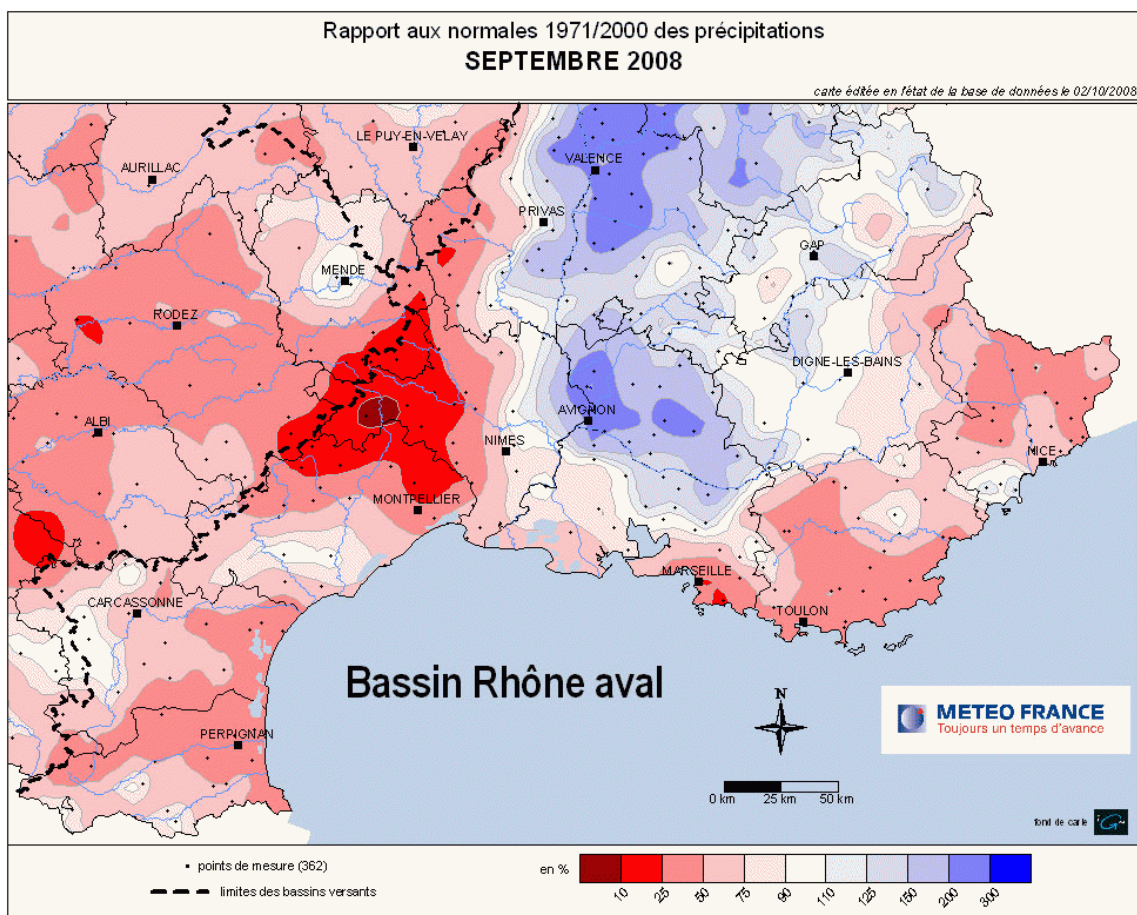 Rapport aux normales 1971/2000 des précipitations
SEPTEMBRE 2008
carte éditée en l'état de la base de données le 02/10/2008
LE PUY-EN-VELAY
AURILLAC
VALENCE
PRIVAS
GAP
MENDE
RODEZ
DIGNE-LES-BAINS
AVIGNON
ALBI
NIMES
NICE
MONTPELLIER
MARSEILLE
CARCASSONNE
TOULON
Bassin Rhône aval
N
METEO FRANCE
Toujours un temps d'avance
PERPIGNAN
0 km 25 km 50 km
fond de carte
points de mesure (362)
limites des bassins versants
en %
10 25 50 75 90 110 125 150 200 300